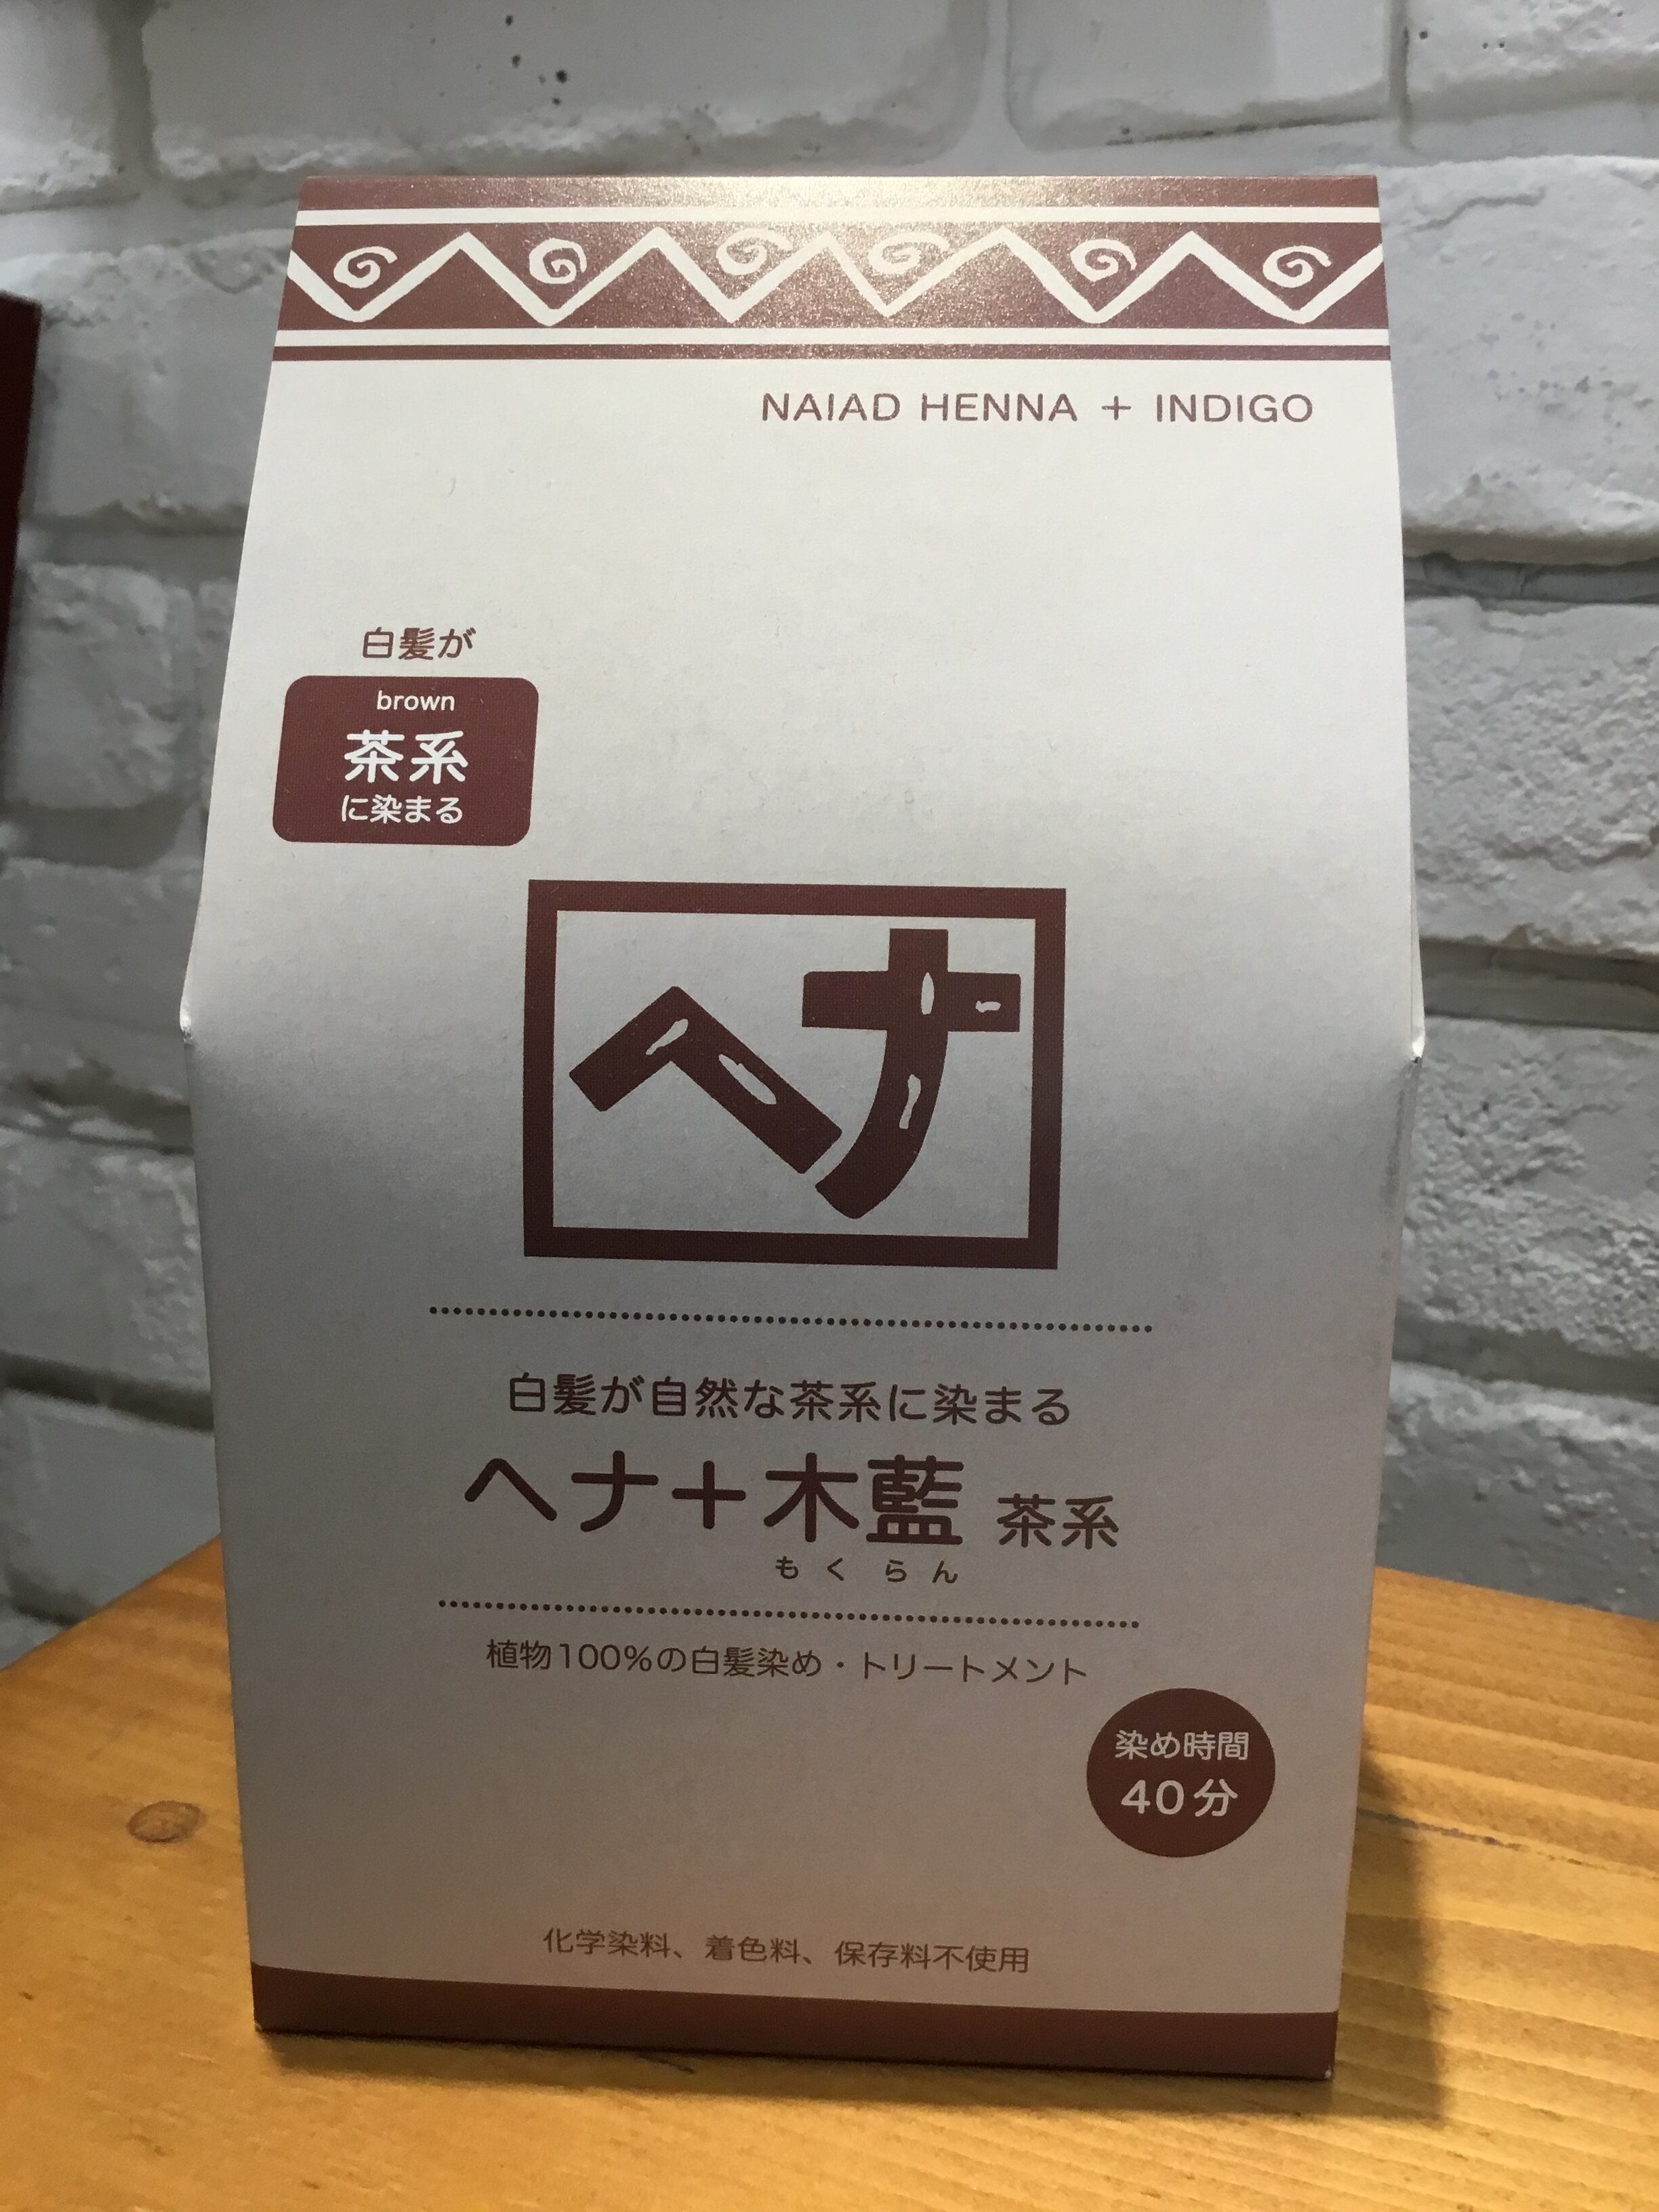 NAIAD HENNA + INDIGO
白髪が
brown
茶系
に染まる
ヘナ
白髪が自然な茶系に染まる
ヘナ+木藍 茶系
もくらん
植物100%の白髪染め・トリートメント
染め時間
40分
化学染料、着色料、保存料不使用